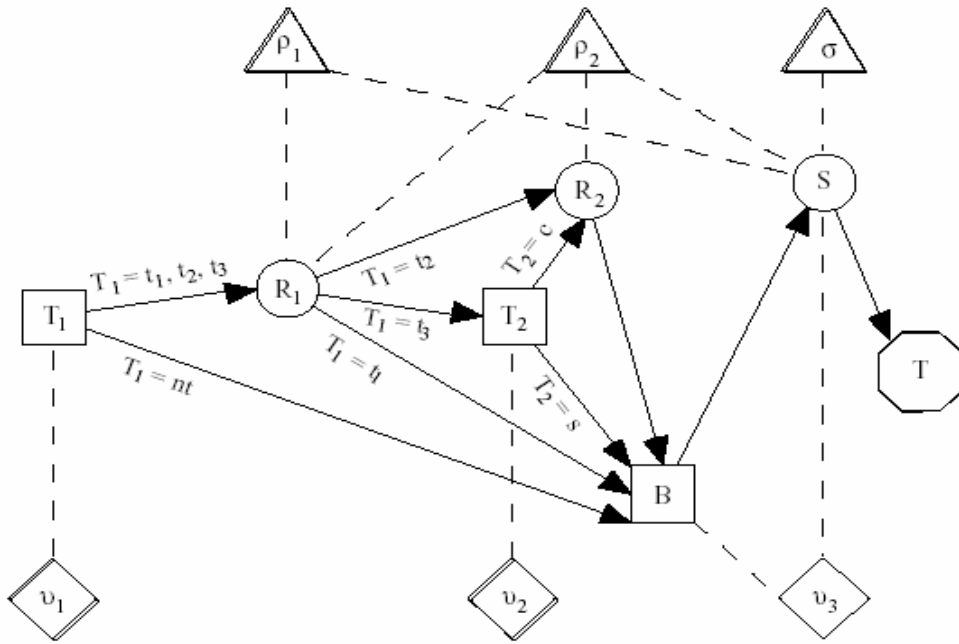 ρ₁
ρ₂
σ
S
R₂
T₁ = t₁, t₂, t₃
R₁
T₁ = t₂
T₂ = c
T₁
T₁ = t₃
T₂
T
T₁ = nt
T₁ = t₁
T₂ = s
B
υ₁
υ₂
υ₃